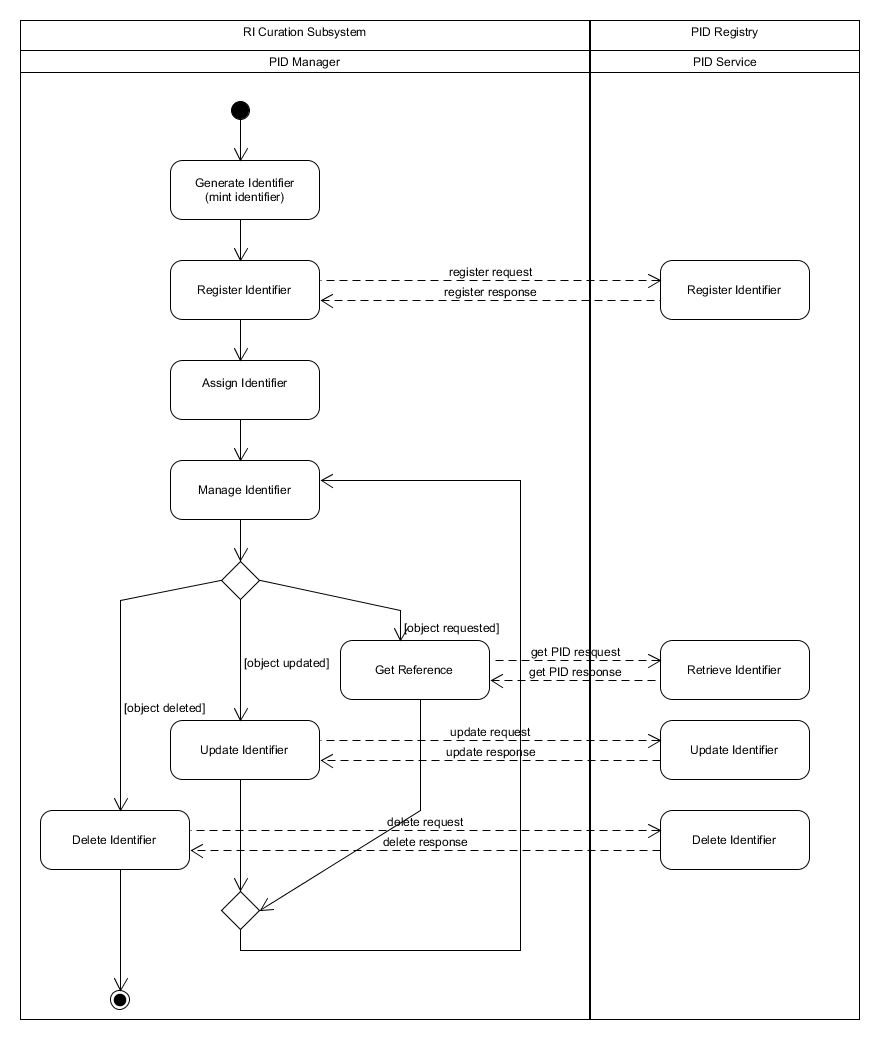 RI Curation Subsystem
PID Registry
PID Manager
PID Service
Generate Identifier
(mint identifier)
Register Identifier
register request
register response
Register Identifier
Assign Identifier
Manage Identifier
[object requested]
[object updated]
[object deleted]
Get Reference
get PID resquest
get PID response
Retrieve Identifier
Update Identifier
update request
update response
Update Identifier
Delete Identifier
delete request
delete response
Delete Identifier